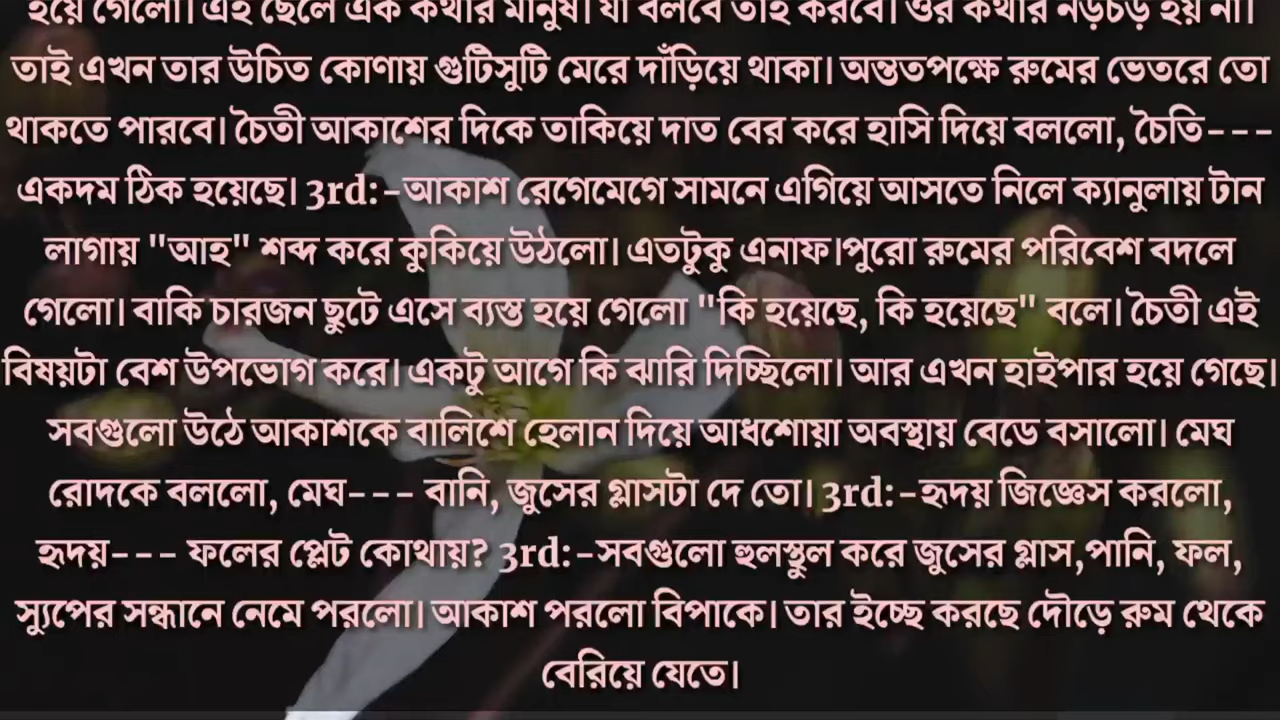 হয়ে গেলো। এই ছেলে এক কথার মানুষ। যা বলবে তাই করবে। ওর কথার নড়চড় হয় না।
তাই এখন তার উচিত কোণায় গুটিসুটি মেরে দাঁড়িয়ে থাকা। অন্ততপক্ষে রুমের ভেতরে তো
থাকতে পারবে। চৈতী আকাশের দিকে তাকিয়ে দাত বের করে হাসি দিয়ে বললো, চৈতি---
একদম ঠিক হয়েছে। 3rd:-আকাশ রেগেমেগে সামনে এগিয়ে আসতে নিলে ক্যানুলায় টান
লাগায় "আহ" শব্দ করে কুকিয়ে উঠলো। এতটুকু এনাফ।পুরো রুমের পরিবেশ বদলে
গেলো। বাকি চারজন ছুটে এসে ব্যস্ত হয়ে গেলো "কি হয়েছে, কি হয়েছে" বলে। চৈতী এই
বিষয়টা বেশ উপভোগ করে। একটু আগে কি ঝারি দিচ্ছিলো। আর এখন হাইপার হয়ে গেছে।
সবগুলো উঠে আকাশকে বালিশে হেলান দিয়ে আধশোয়া অবস্থায় বেডে বসালো। মেঘ
রোদকে বললো, মেঘ--- বানি, জুসের গ্লাসটা দে তো। 3rd:-হৃদয় জিজ্ঞেস করলো,
হৃদয়--- ফলের প্লেট কোথায়? 3rd:-সবগুলো হুলস্থুল করে জুসের গ্লাস,পানি, ফল,
স্যুপের সন্ধানে নেমে পরলো। আকাশ পরলো বিপাকে। তার ইচ্ছে করছে দৌড়ে রুম থেকে
বেরিয়ে যেতে।